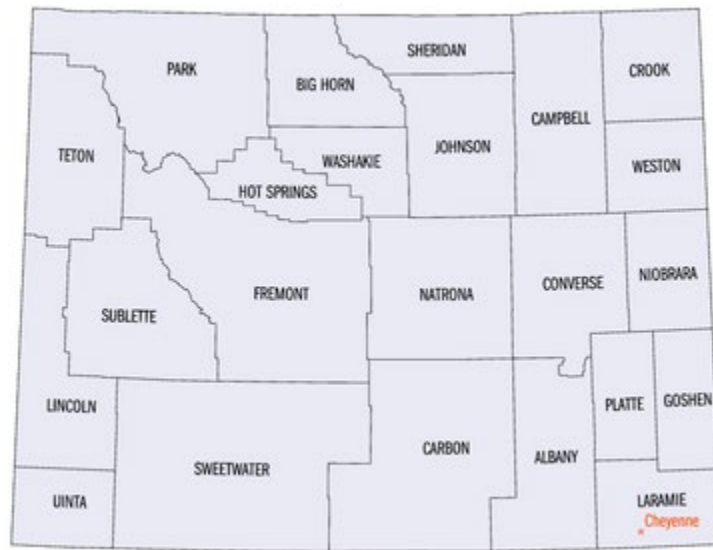 SHERIDAN
PARK
CROOK
BIG HORN
CAMPBELL
JOHNSON
TETON
WASHAKIE
WESTON
HOT SPRINGS
NIOBRARA
CONVERSE
FREMONT
NATRONA
SUBLETTE
PLATTE
GOSHEN
LINCOLN
CARBON
ALBANY
SWEETWATER
UINTA
LARAMIE
Cheyenne